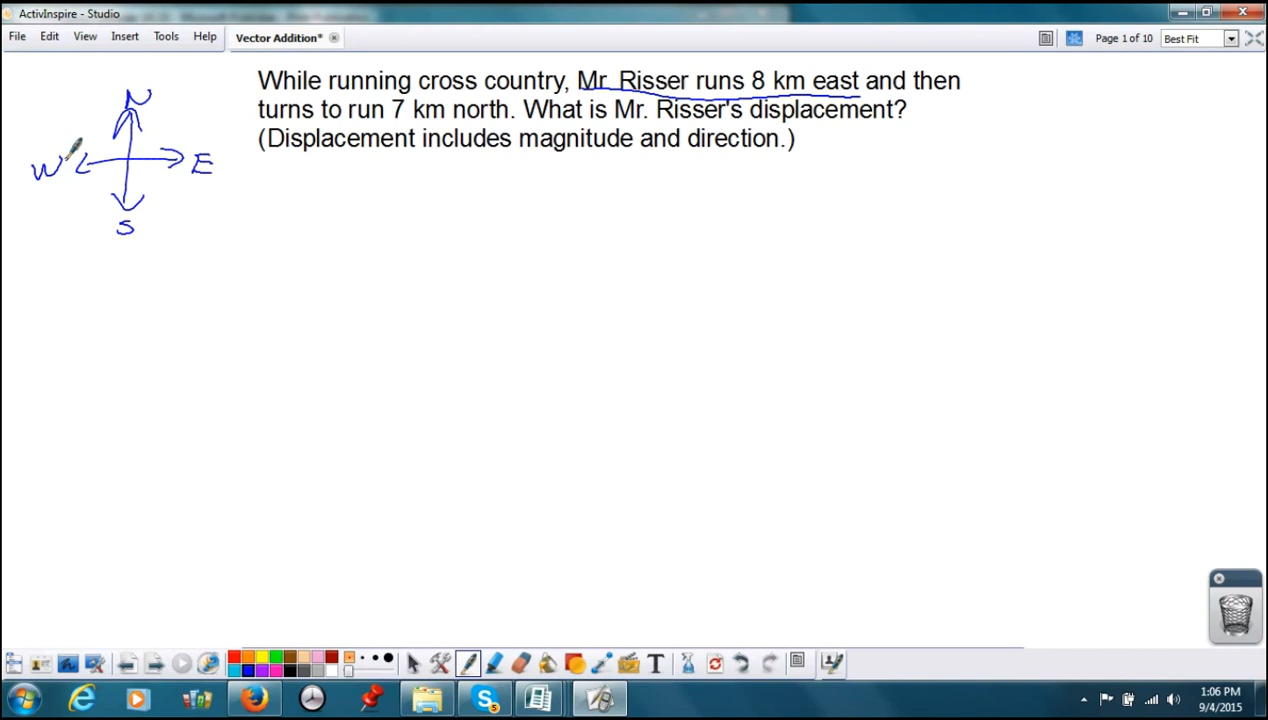 ActivInspire - Studio
File Edit View Insert Tools Help
Vector Addition*
Page 1 of 10
Best Fit
While running cross country, Mr. Risser runs 8 km east and then
turns to run 7 km north. What is Mr. Risser's displacement?
(Displacement includes magnitude and direction.)
N
W
E
S
1:06 PM
9/4/2015